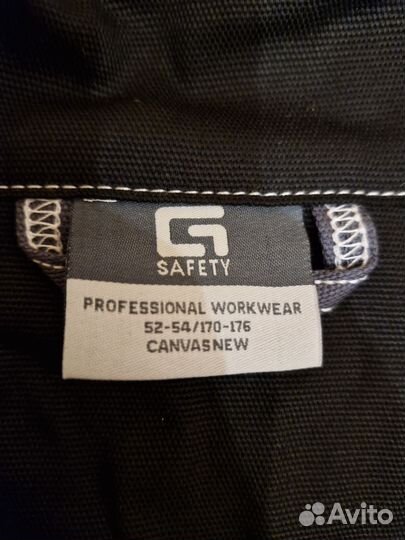 G
SAFETY
PROFESSIONAL WORKWEAR
52-54/170-176
CANVASNEW
Avito